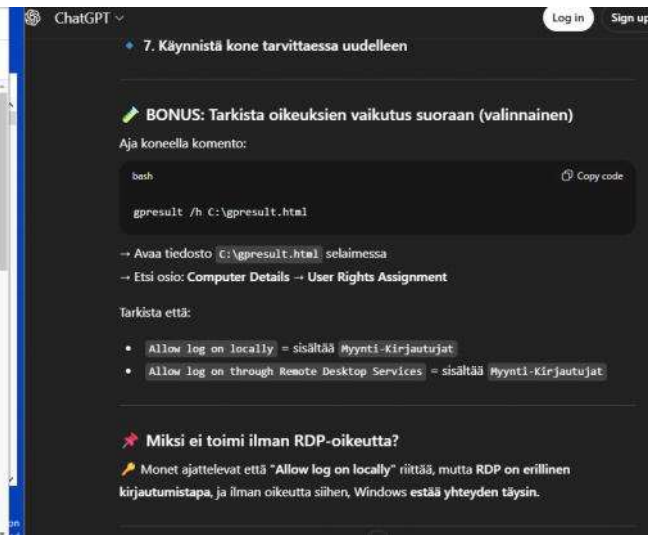 ChatGPT
Log in
Sign up
7. Käynnistä kone tarvittaessa uudelleen
BONUS: Tarkista oikeuksien vaikutus suoraan (valinnainen)
Aja koneella komento:
bash
Copy code
gpresult /h C:\gpresult.html
→ Avaa tiedosto C:\gpresult.html selaimessa
→ Etsi osio: Computer Details → User Rights Assignment
Tarkista että:
• Allow log on locally = sisältää Myynti-Kirjautujat
• Allow log on through Remote Desktop Services = sisältää Myynti-Kirjautujat
Miksi ei toimi ilman RDP-oikeutta?
Monet ajattelevat että "Allow log on locally" riittää, mutta RDP on erillinen
kirjautumistapa, ja ilman oikeutta siihen, Windows estää yhteyden täysin.
on